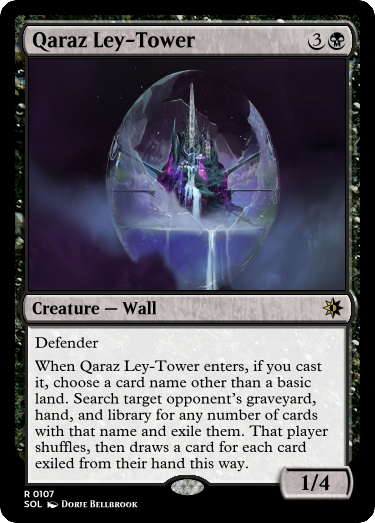 Qaraz Ley-Tower 3
Creature — Wall
Defender
When Qaraz Ley-Tower enters, if you cast
it, choose a card name other than a basic
land. Search target opponent's graveyard,
hand, and library for any number of cards
with that name and exile them. That player
shuffles, then draws a card for each card
exiled from their hand this way.
1/4
R 0107
SOL Dorje Bellbrook